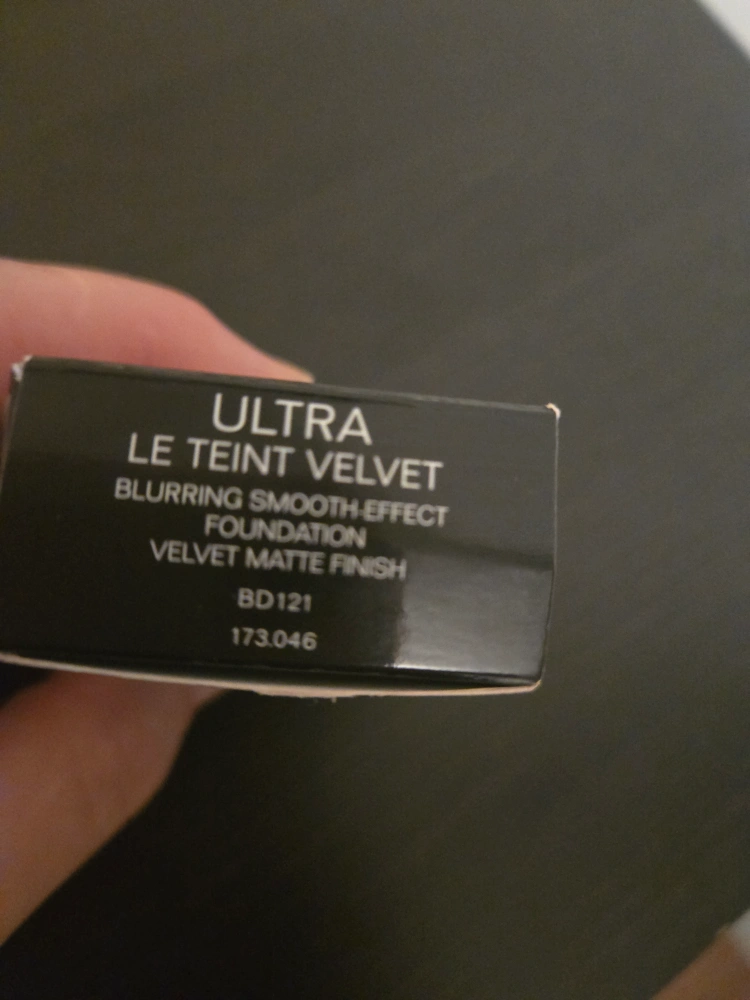 ULTRA
LE TEINT VELVET
BLURRING SMOOTH-EFFECT
FOUNDATION
VELVET MATTE FINISH
BD121
173.046